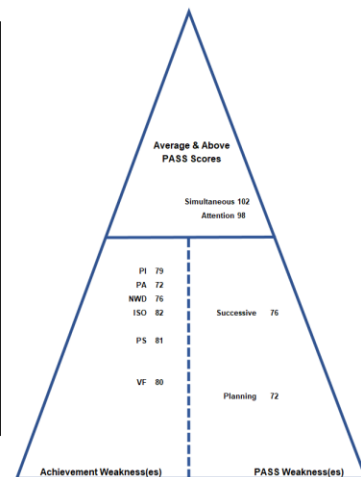 Average & Above
PASS Scores
Simultaneous 102
Attention 98
PI 79
PA 72
NWD 76
ISO 82
Successive 76
PS 81
VF 80
Planning 72
Achievement Weakness(es)
PASS Weakness(es)